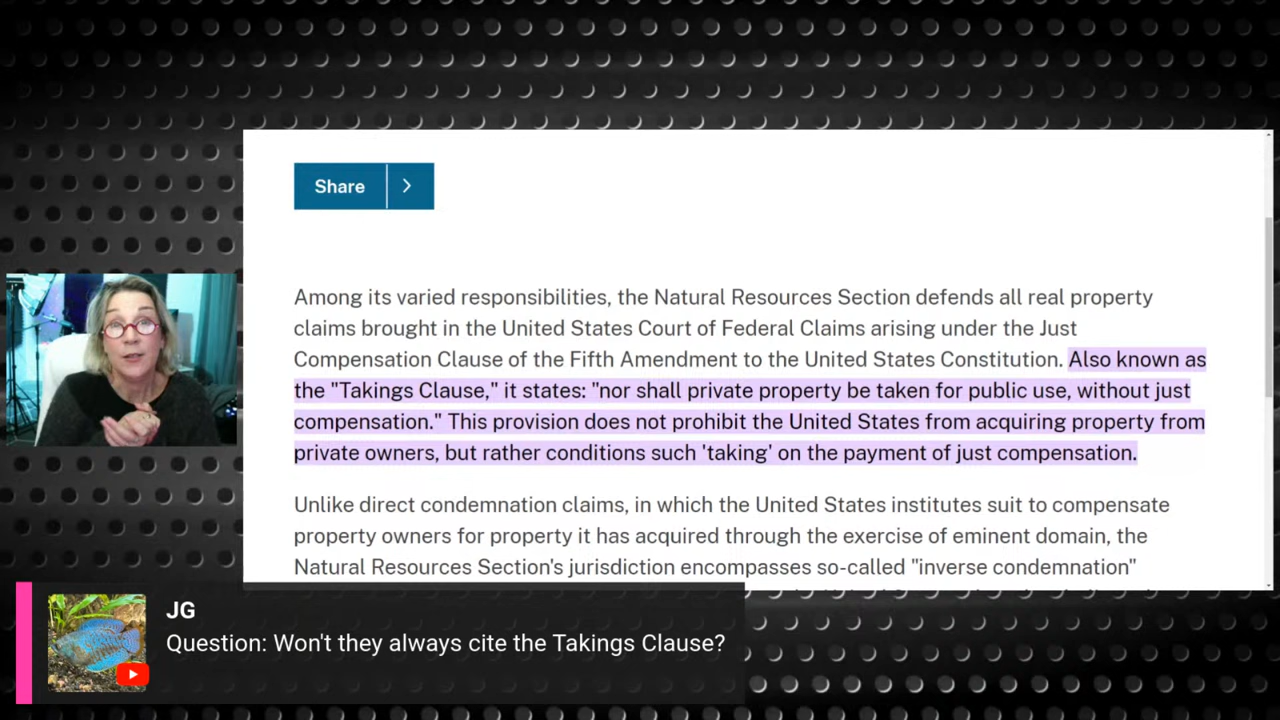 Share
Among its varied responsibilities, the Natural Resources Section defends all real property
claims brought in the United States Court of Federal Claims arising under the Just
Compensation Clause of the Fifth Amendment to the United States Constitution. Also known as
the "Takings Clause," it states: "nor shall private property be taken for public use, without just
compensation." This provision does not prohibit the United States from acquiring property from
private owners, but rather conditions such 'taking' on the payment of just compensation.
Unlike direct condemnation claims, in which the United States institutes suit to compensate
property owners for property it has acquired through the exercise of eminent domain, the
Natural Resources Section's jurisdiction encompasses so-called "inverse condemnation"
JG
Question: Won't they always cite the Takings Clause?